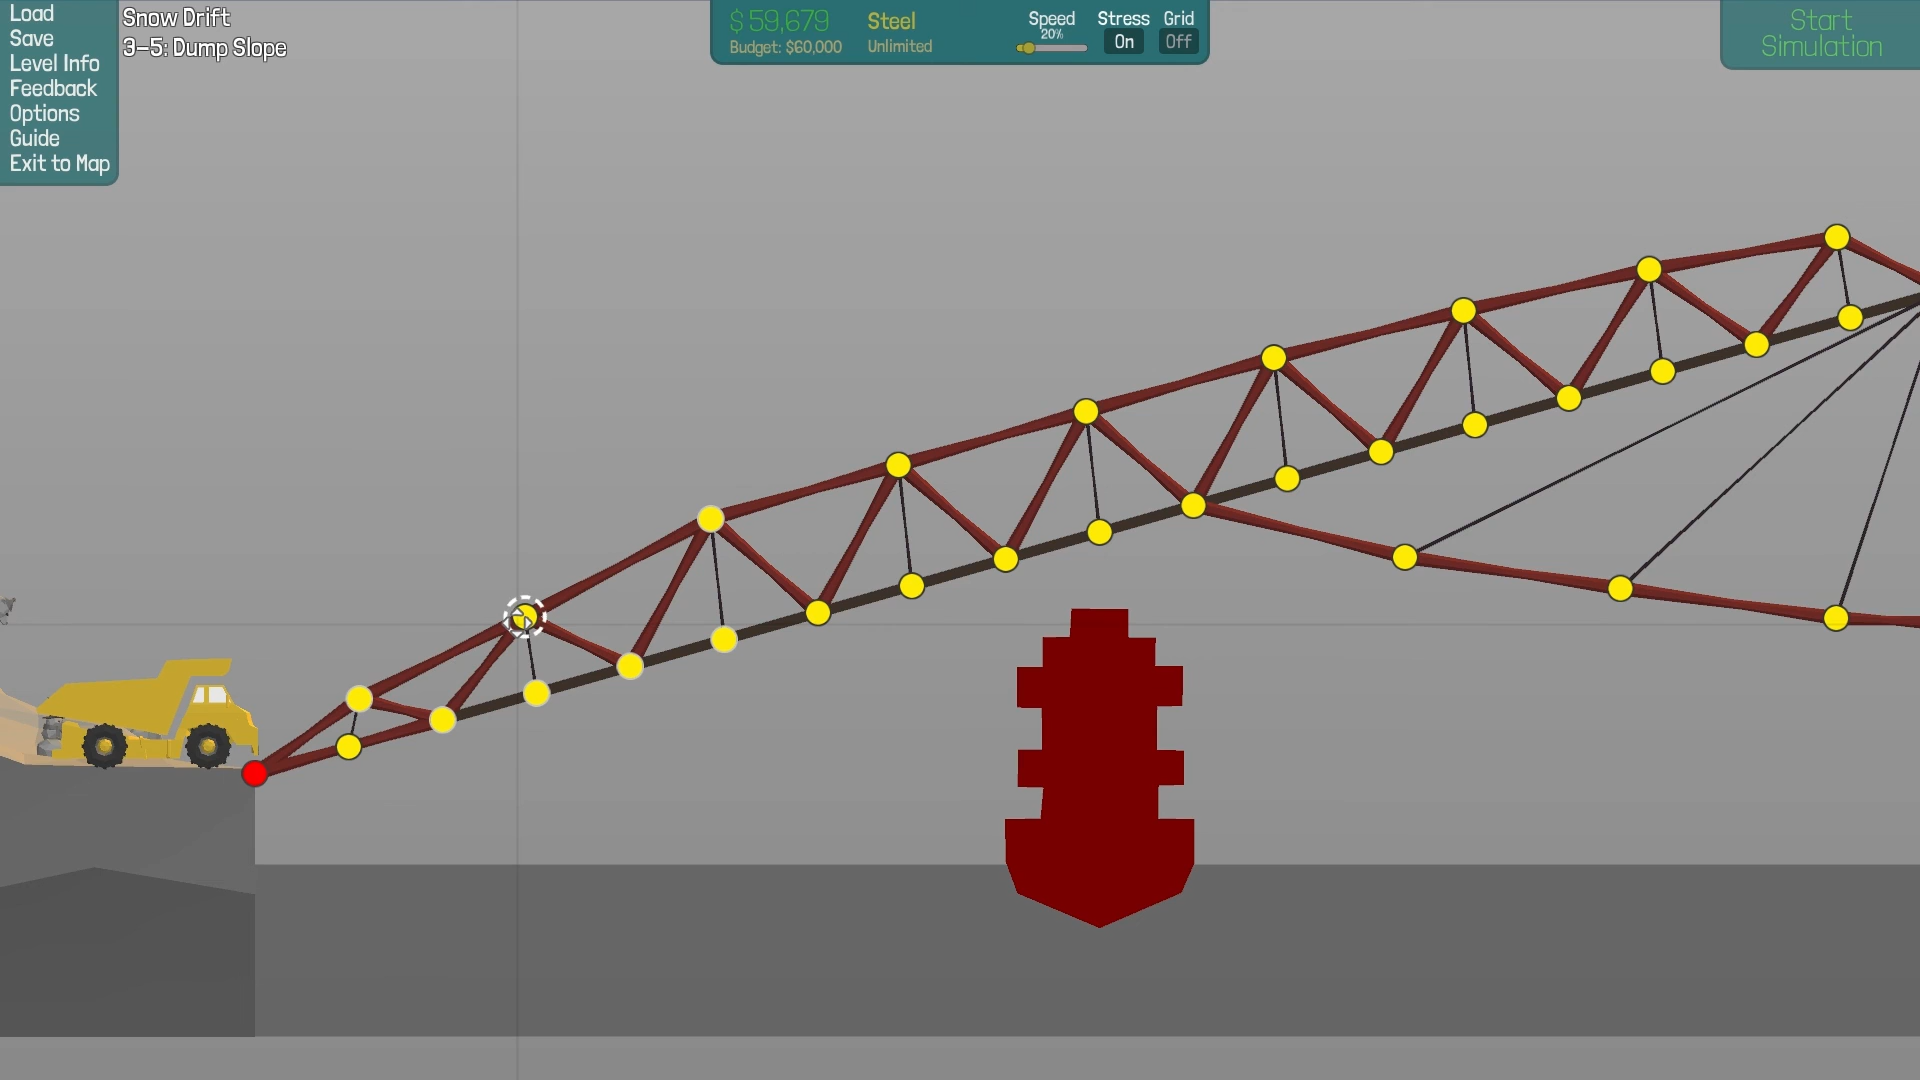 Load
Save
Level Info
Feedback
Options
Guide
Exit to Map
Snow Drift
3-5: Dump Slope
$ 59,679
Budget: $60,000
Steel
Unlimited
Speed
20%
Stress
On
Grid
Off
Start
Simulation